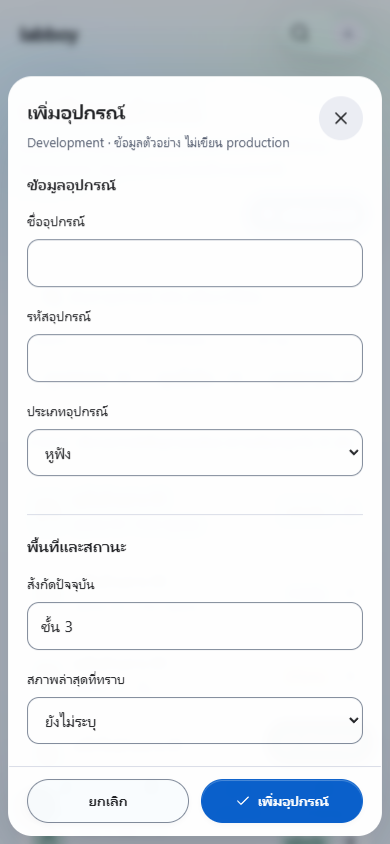 เพิ่มอุปกรณ์
Development · ข้อมูลตัวอย่าง ไม่เขียน production
ข้อมูลอุปกรณ์
ชื่ออุปกรณ์
รหัสอุปกรณ์
ประเภทอุปกรณ์
หูฟัง
พื้นที่และสถานะ
สังกัดปัจจุบัน
ชั้น 3
สภาพล่าสุดที่ทราบ
ยังไม่ระบุ
ยกเลิก
เพิ่มอุปกรณ์